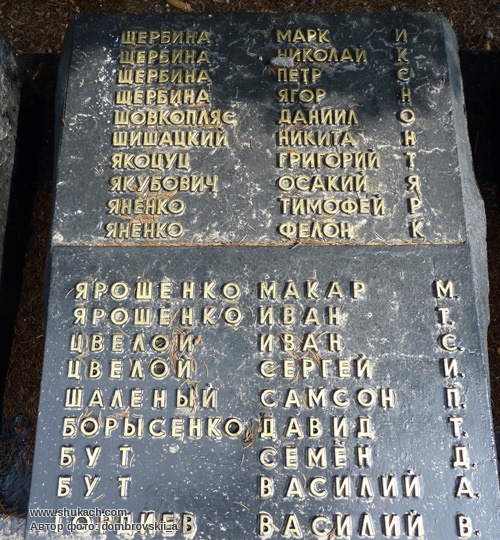 ЩЕРБИНА МАРК И
ЩЕРБИНА НИКОЛАЙ К
ЩЕРБИНА ПЕТР С
ЩЕРБИНА ЯГОР Н
ШОВКОПЛЯС ДАНИИЛ О
ШИШАЦКИЙ НИКИТА Н
ЯКОЦУЦ ГРИГОРИЙ Т
ЯКУБОВИЧ ОСАКИЙ Я
ЯНЕНКО ТИМОФЕЙ Р
ЯНЕНКО ФЕЛОН К
ЯРОШЕНКО МАКАР М.
ЯРОШЕНКО ИВАН Т.
ЦВЕЛОЙ ИВАН С.
ЦВЕЛОЙ СЕРГЕЙ И.
ШАЛЕНЫЙ САМСОН П.
БОРЫСЕНКО ДАВИД Т.
БУТ СЕМЕН Д.
БУТ ВАСИЛИЙ А.
ВАСИЛИЙ В.
www.shukach.com
Автор фото: dombrovskii_a